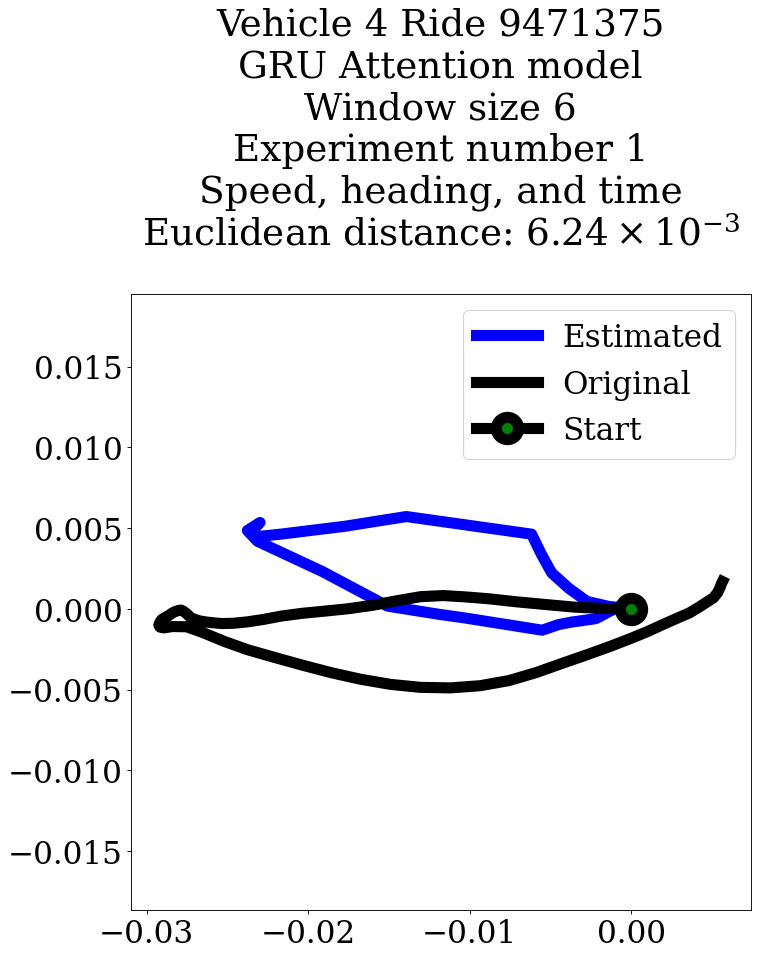 Vehicle 4 Ride 9471375
GRU Attention model
Window size 6
Experiment number 1
Speed, heading, and time
Euclidean distance: 6.24 × 10⁻³
Estimated
Original
Start
0.015
0.010
0.005
0.000
−0.005
−0.010
−0.015
−0.03
−0.02
−0.01
0.00